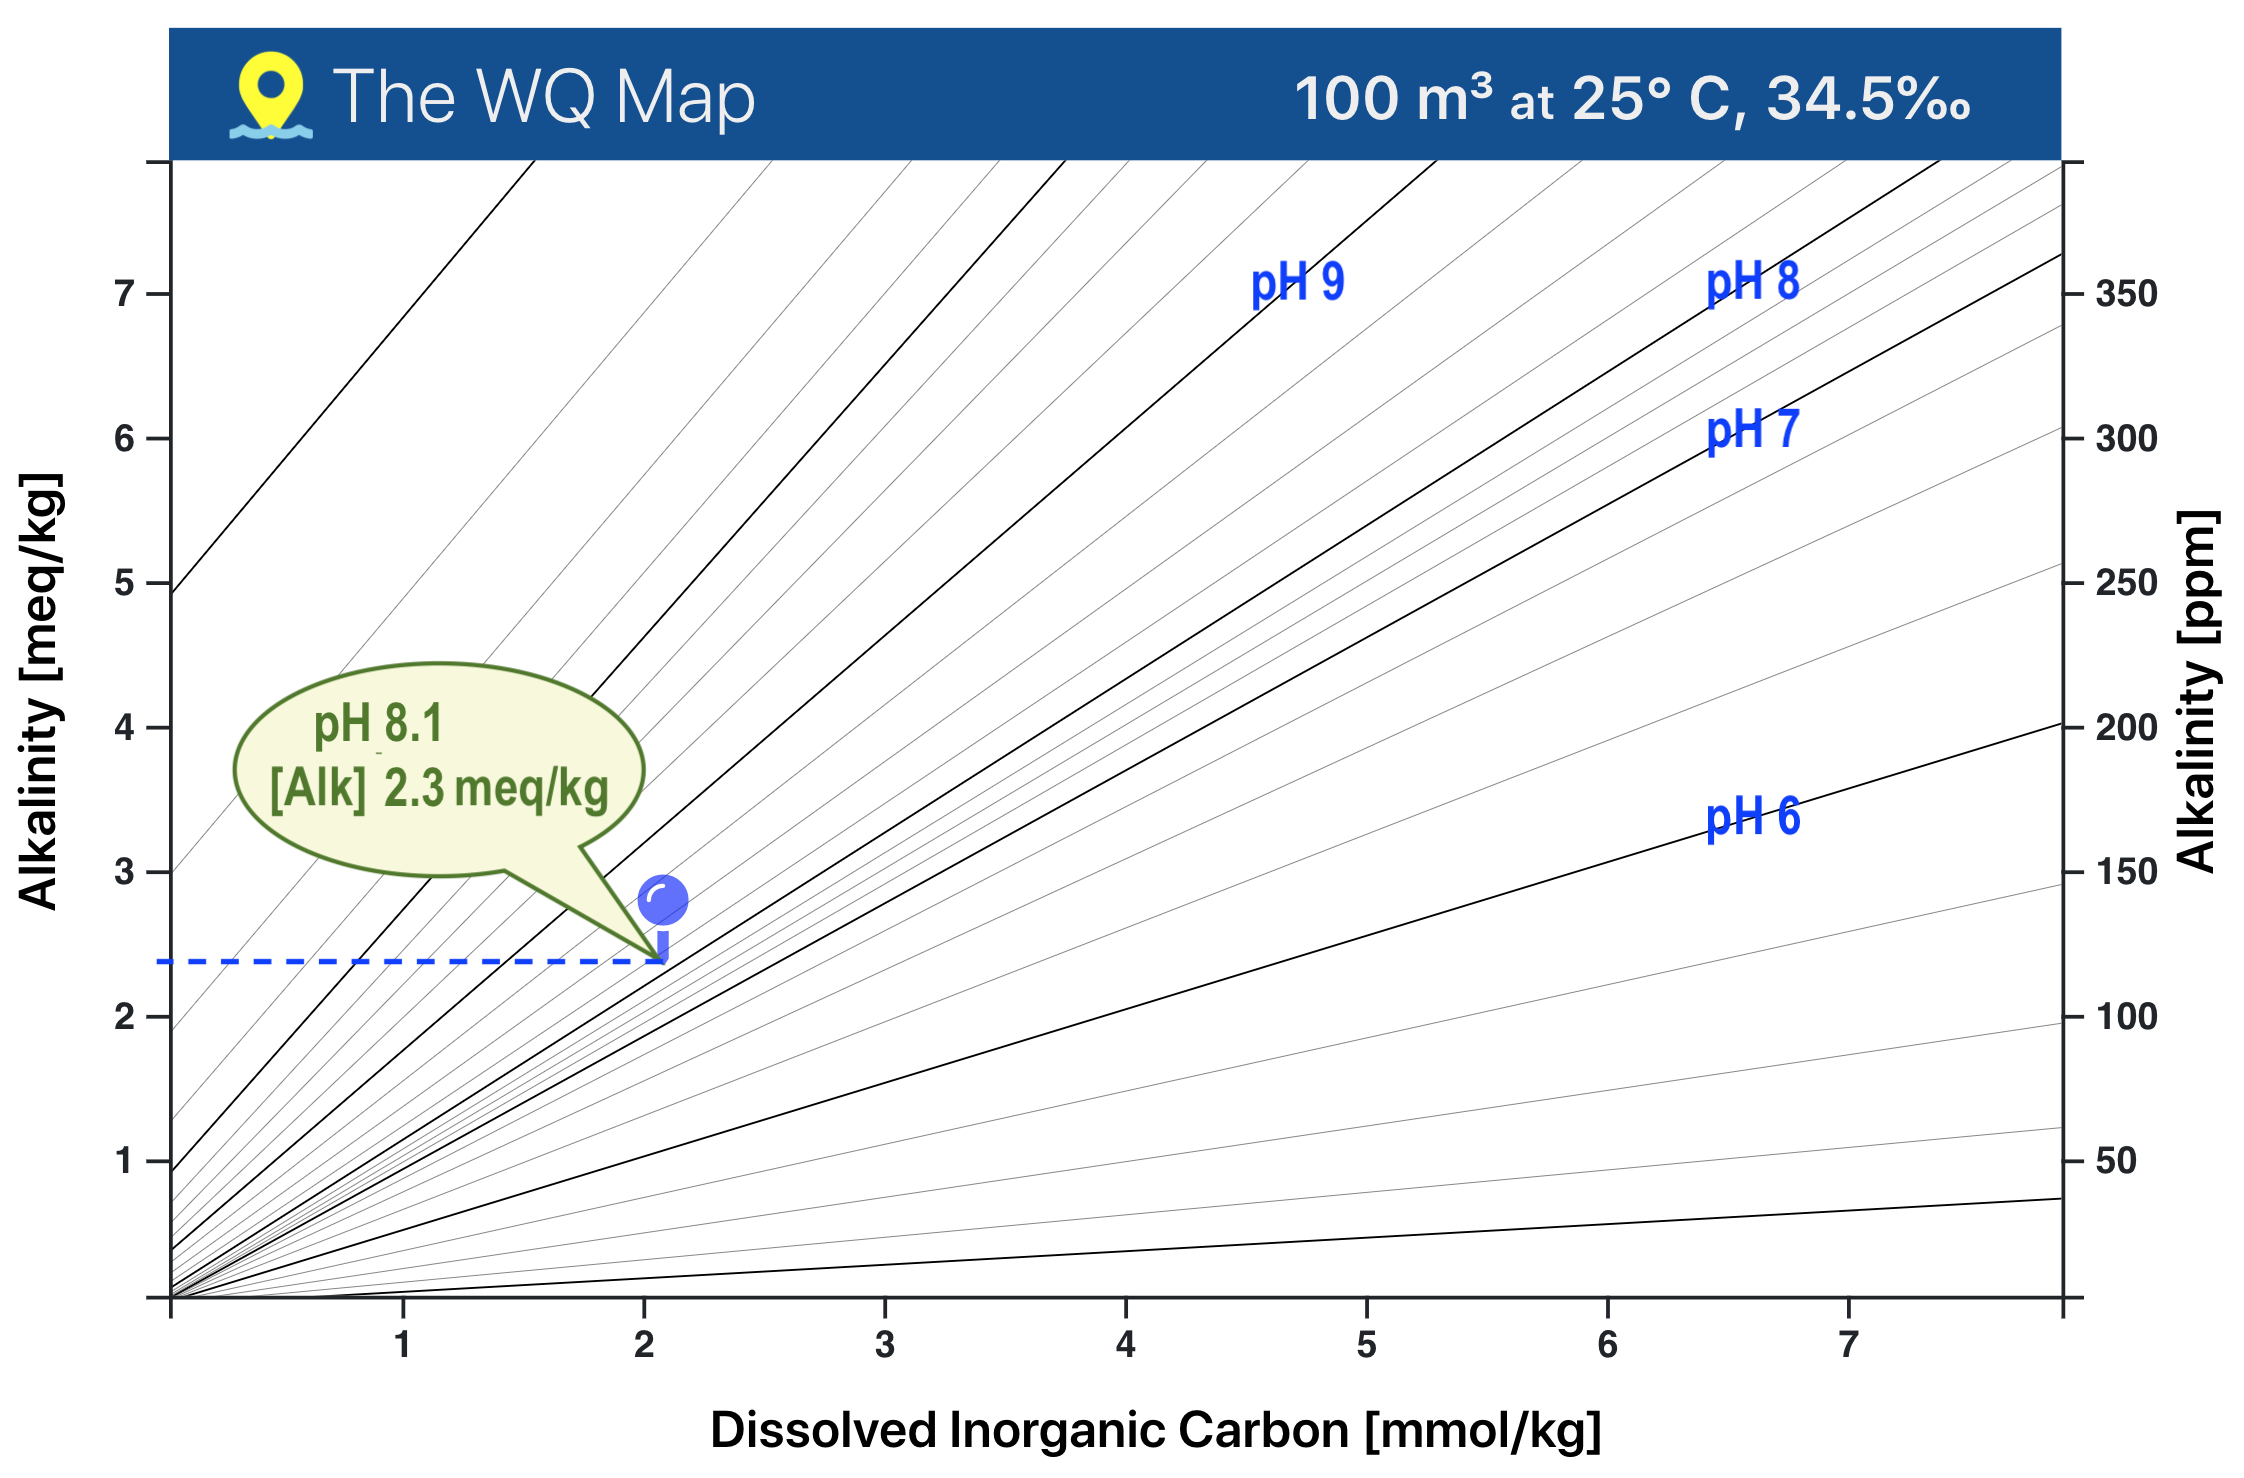 The WQ Map
100 m³ at 25° C, 34.5‰
Alkalinity [meq/kg]
7
6
5
4
3
2
1
pH 9
pH 8
pH 7
pH 6
pH 8.1
[Alk] 2.3 meq/kg
350
300
250
200
150
100
50
Alkalinity [ppm]
1 2 3 4 5 6 7
Dissolved Inorganic Carbon [mmol/kg]